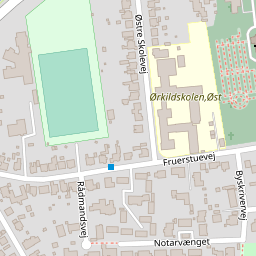 Østre Skolevej
Ørkildskolen,Øst
Fruerstuevej
Rådmandsvej
Byskrivervej
Notarvænget